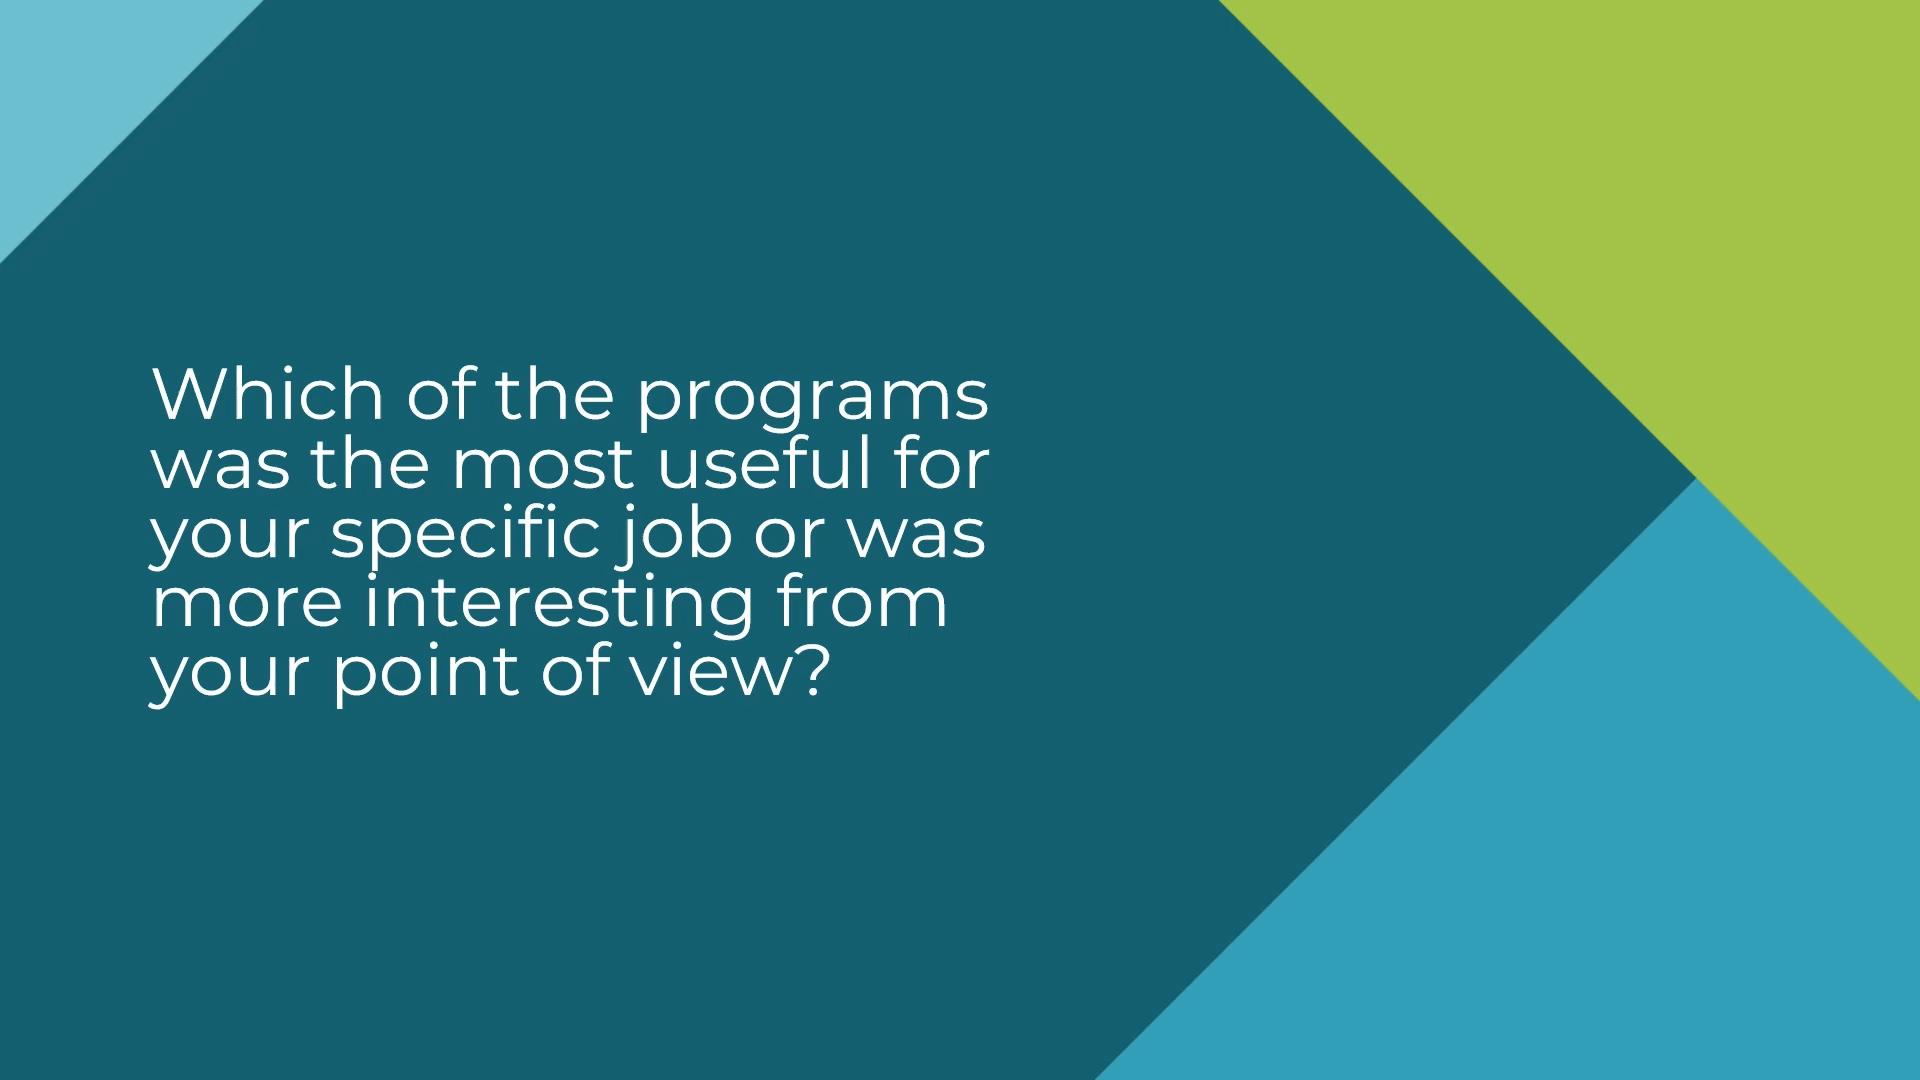 Which of the programs
was the most useful for
your specific job or was
more interesting from
your point of view?